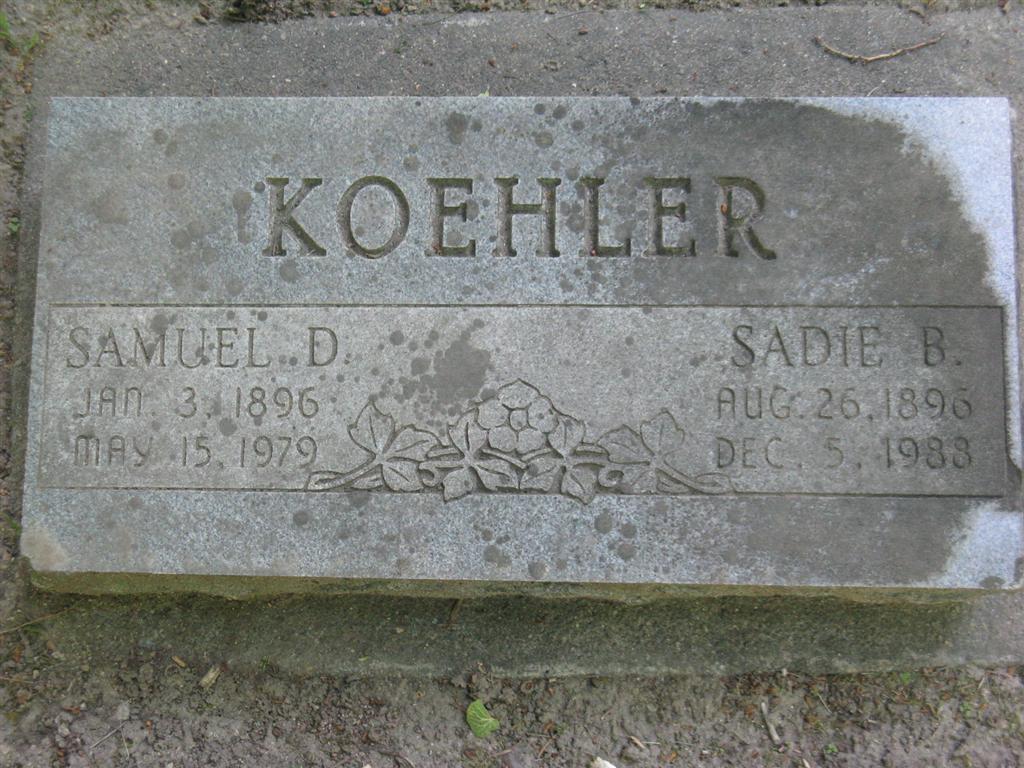 KOEHLER
SAMUEL D.
JAN. 3, 1896
MAY 15, 1979
SADIE B.
AUG. 26, 1896
DEC. 5, 1988